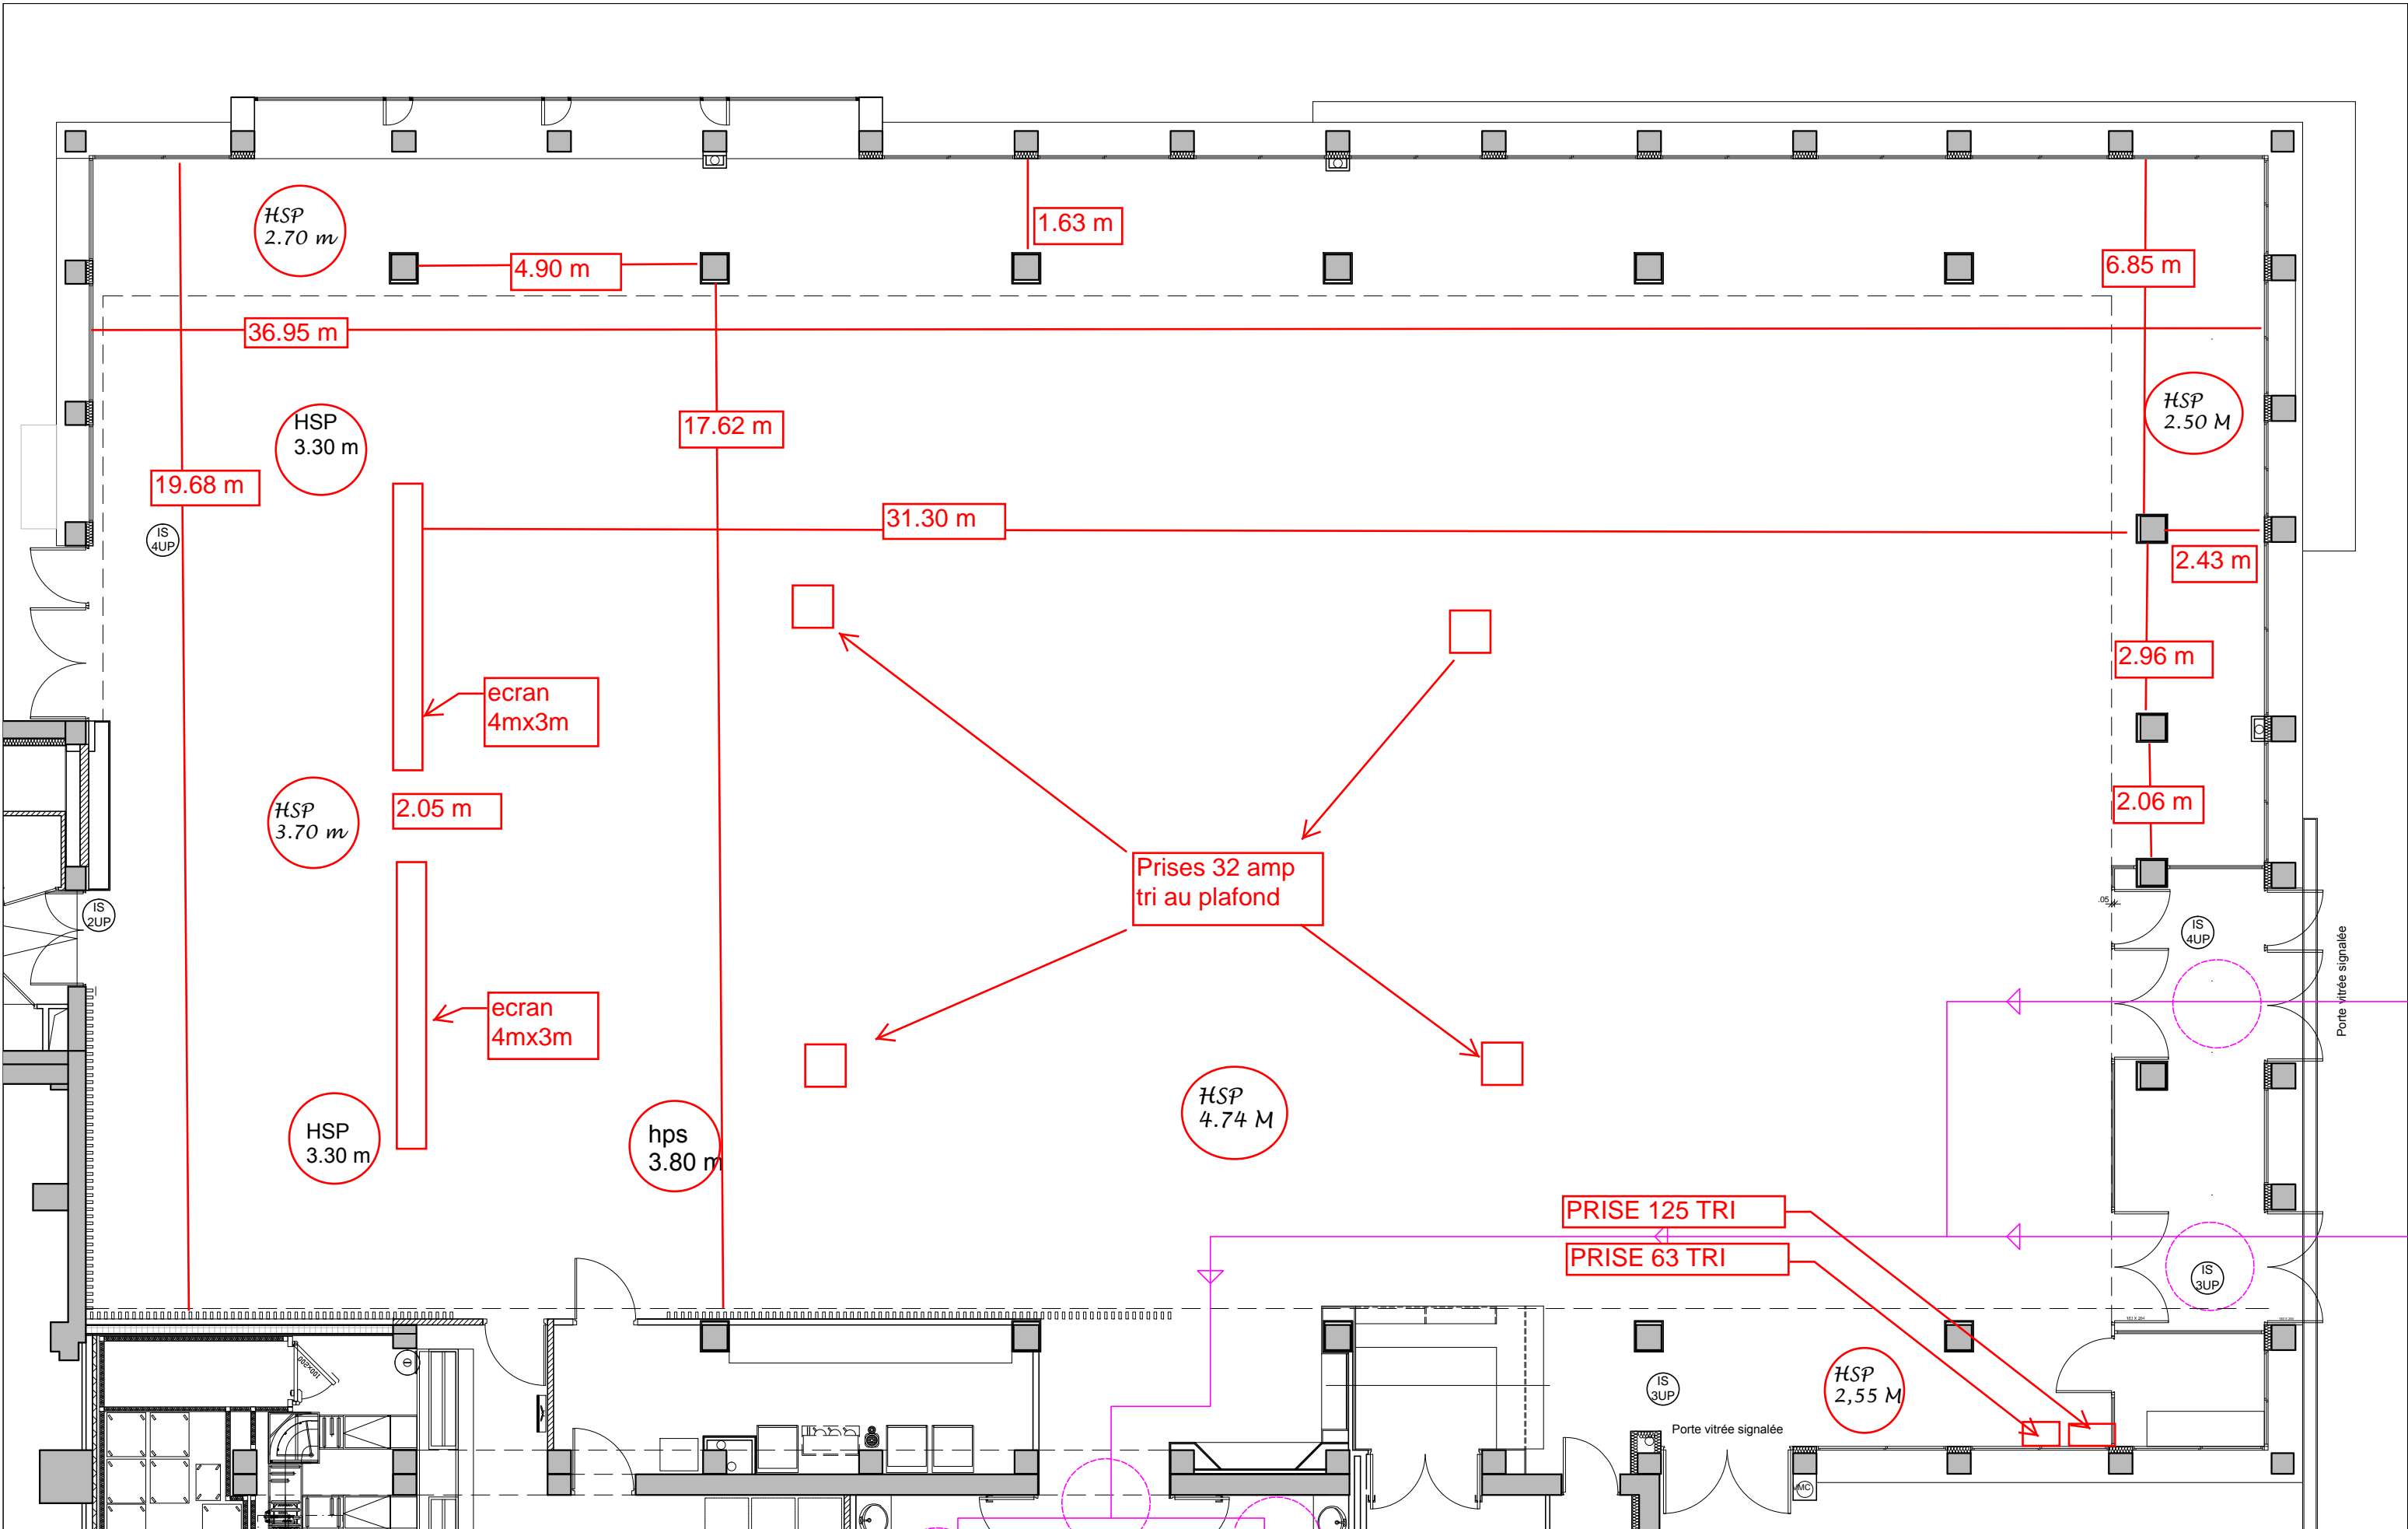 HSP
2.70 m
1.63 m
4.90 m
6.85 m
36.95 m
HSP
3.30 m
17.62 m
HSP
2.50 M
19.68 m
31.30 m
IS
4UP
2.43 m
2.96 m
ecran
4mx3m
HSP
3.70 m
2.05 m
2.06 m
Prises 32 amp
tri au plafond
IS
2UP
.05
IS
4UP
Porte vitrée signalée
ecran
4mx3m
HSP
4.74 M
HSP
3.30 m
hps
3.80 m
PRISE 125 TRI
PRISE 63 TRI
IS
3UP
100x200
HSP
2,55 M
IS
3UP
Porte vitrée signalée
VMC